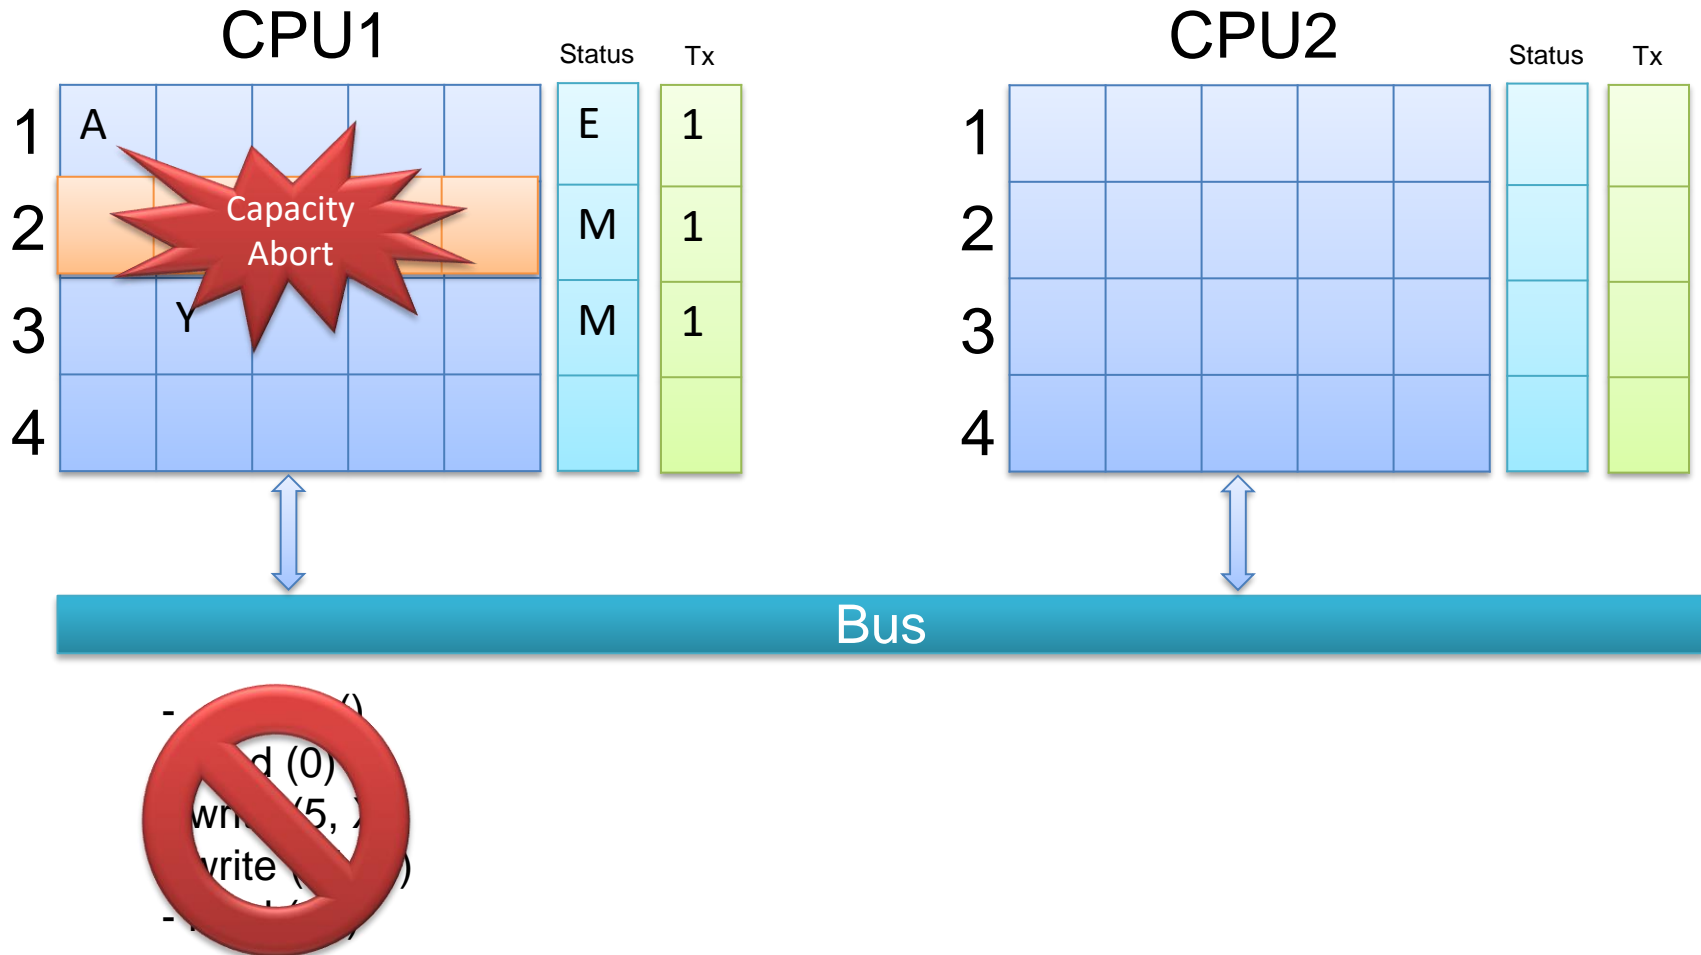 CPU1
Status
Tx
1 A E 1
2 M 1
3 Y M 1
4
Capacity
Abort
CPU2
Status
Tx
1
2
3
4
Bus
- ()
(0)
(5,
write )
-